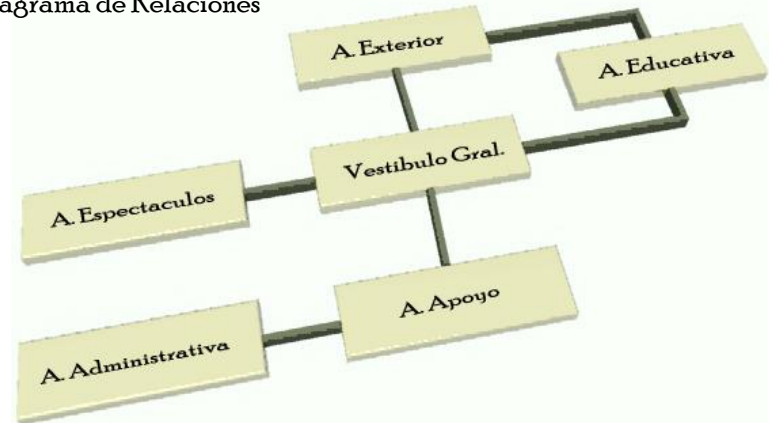 agrama de Relaciones
A. Exterior
A. Educativa
Vestibulo Gral.
A. Espectaculos
A. Apoyo
A. Administrativa